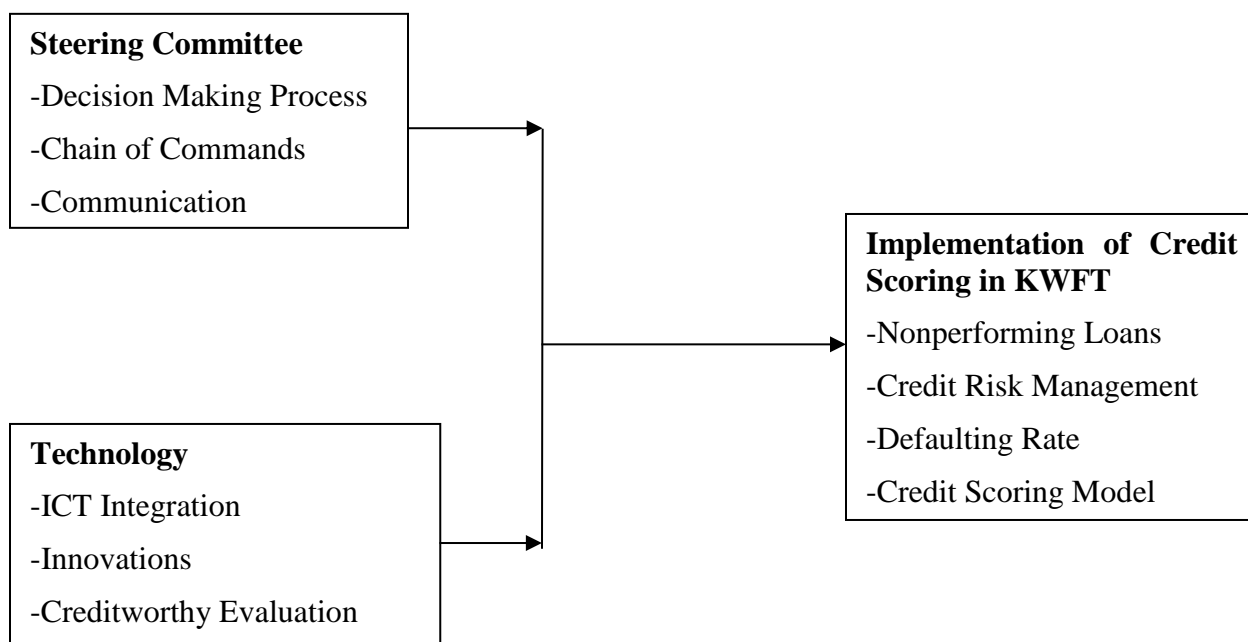 Steering Committee
-Decision Making Process
-Chain of Commands
-Communication
Implementation of Credit
Scoring in KWFT
-Nonperforming Loans
-Credit Risk Management
-Defaulting Rate
-Credit Scoring Model
Technology
-ICT Integration
-Innovations
-Creditworthy Evaluation